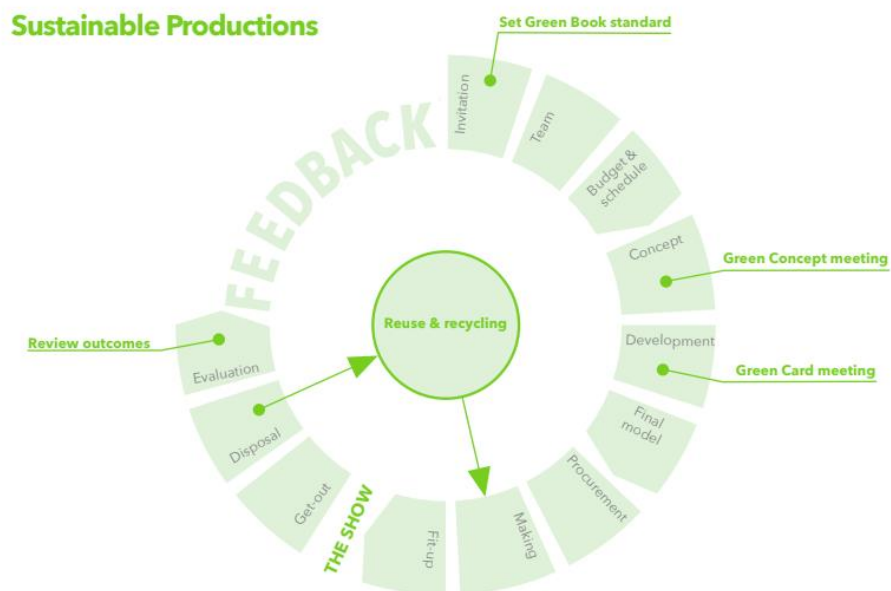 Sustainable Productions
Set Green Book standard
Invitation
Team
Budget &
schedule
Concept
Green Concept meeting
Development
Green Card meeting
Final
model
Procurement
Making
Fit-up
THE SHOW
Get-out
Disposal
Evaluation
Review outcomes
FEEDBACK
Reuse & recycling